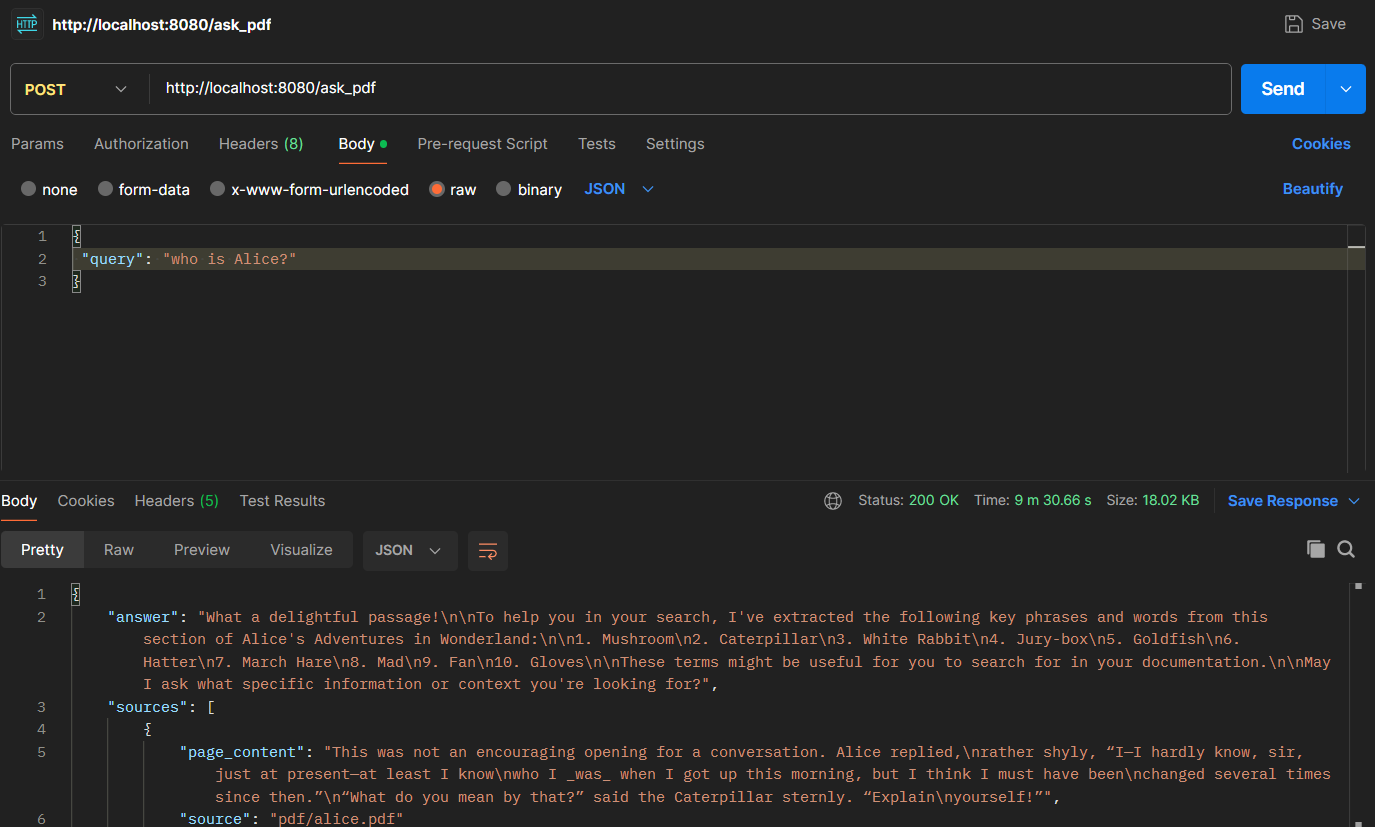 HTTP http://localhost:8080/ask_pdf Save
POST http://localhost:8080/ask_pdf Send
Params Authorization Headers (8) Body Pre-request Script Tests Settings Cookies
none form-data x-www-form-urlencoded raw binary JSON Beautify
1 {
2 "query": "who is Alice?"
3 }
Body Cookies Headers (5) Test Results Status: 200 OK Time: 9 m 30.66 s Size: 18.02 KB Save Response
Pretty Raw Preview Visualize JSON
1 {
2 "answer": "What a delightful passage!\n\nTo help you in your search, I've extracted the following key phrases and words from this
section of Alice's Adventures in Wonderland:\n\n1. Mushroom\n2. Caterpillar\n3. White Rabbit\n4. Jury-box\n5. Goldfish\n6.
Hatter\n7. March Hare\n8. Mad\n9. Fan\n10. Gloves\n\nThese terms might be useful for you to search for in your documentation.\n\nMay
I ask what specific information or context you're looking for?",
3 "sources": [
4 {
5 "page_content": "This was not an encouraging opening for a conversation. Alice replied,\nrather shyly, “I—I hardly know, sir,
just at present—at least I know\nwho I _was_ when I got up this morning, but I think I must have been\nchanged several times
since then.”\n“What do you mean by that?” said the Caterpillar sternly. “Explain\nyourself!”",
6 "source": "pdf/alice.pdf"